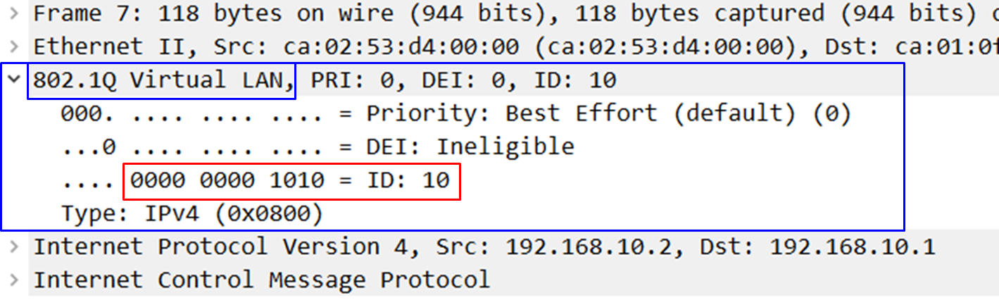 Frame 7: 118 bytes on wire (944 bits), 118 bytes captured (944 bits)
Ethernet II, Src: ca:02:53:d4:00:00 (ca:02:53:d4:00:00), Dst: ca:01:0f
802.1Q Virtual LAN, PRI: 0, DEI: 0, ID: 10
000. .... .... .... = Priority: Best Effort (default) (0)
...0 .... .... .... = DEI: Ineligible
.... 0000 0000 1010 = ID: 10
Type: IPv4 (0x0800)
Internet Protocol Version 4, Src: 192.168.10.2, Dst: 192.168.10.1
Internet Control Message Protocol